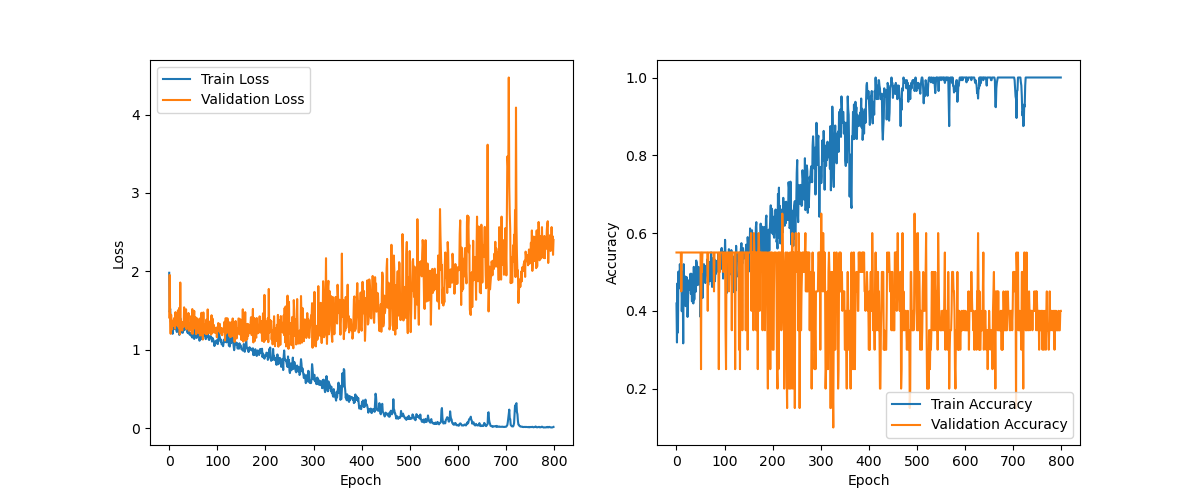 Train Loss
Validation Loss
Loss
4
3
2
1
0
0 100 200 300 400 500 600 700 800
Epoch
Accuracy
1.0
0.8
0.6
0.4
0.2
Train Accuracy
Validation Accuracy
0 100 200 300 400 500 600 700 800
Epoch